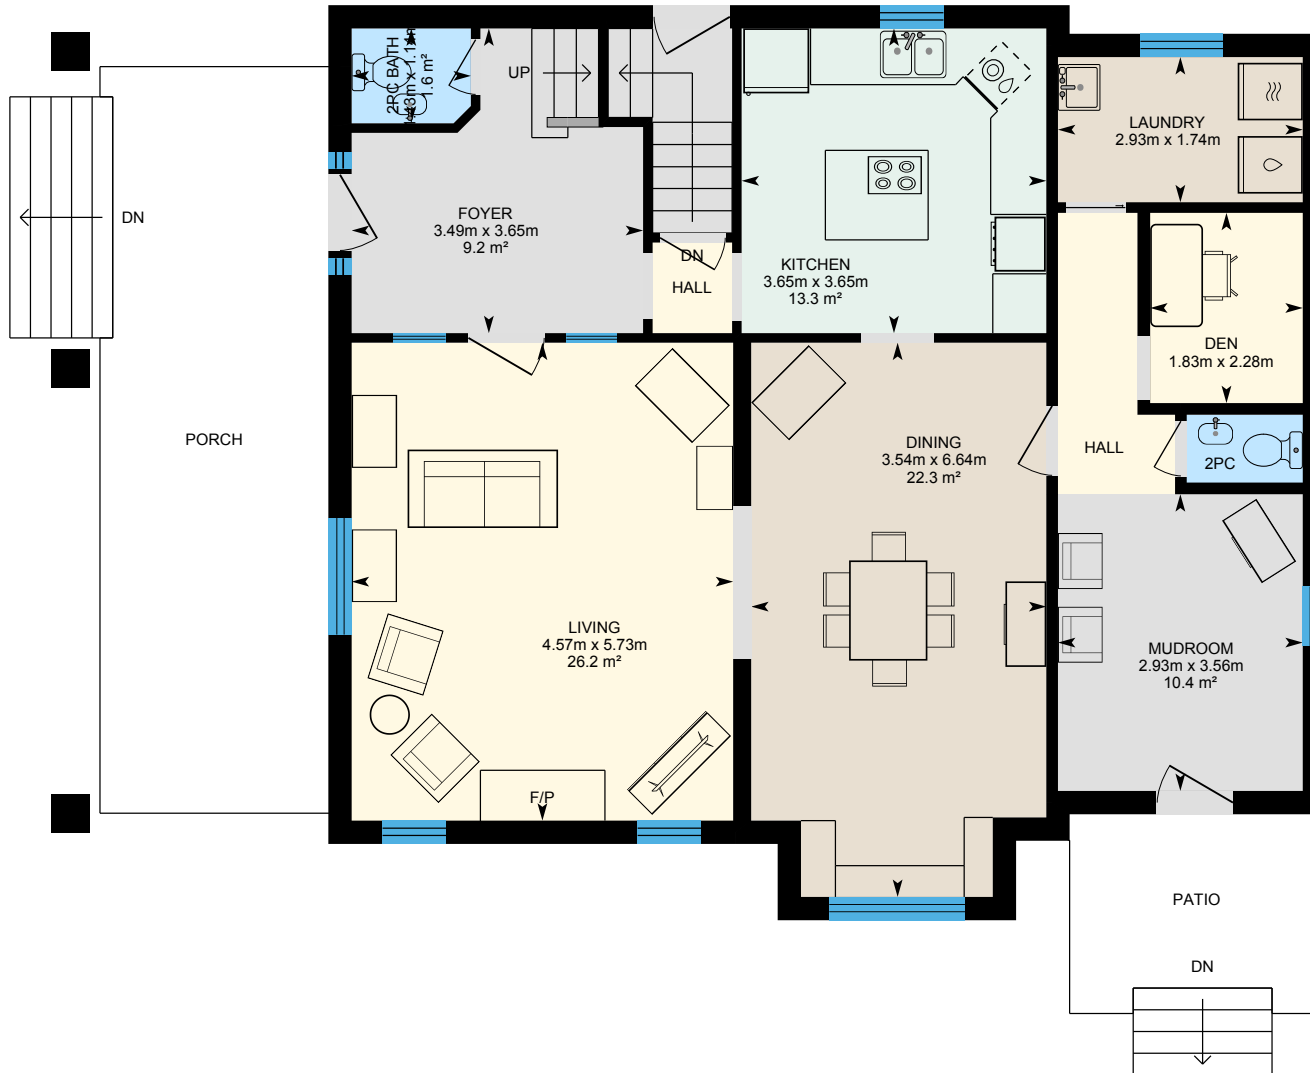 2PC BATH
1.6 m²
UP
DN
FOYER
3.49m x 3.65m
9.2 m²
DN
HALL
KITCHEN
3.65m x 3.65m
13.3 m²
LAUNDRY
2.93m x 1.74m
DEN
1.83m x 2.28m
2PC
HALL
PORCH
DINING
3.54m x 6.64m
22.3 m²
LIVING
4.57m x 5.73m
26.2 m²
F/P
MUDROOM
2.93m x 3.56m
10.4 m²
PATIO
DN